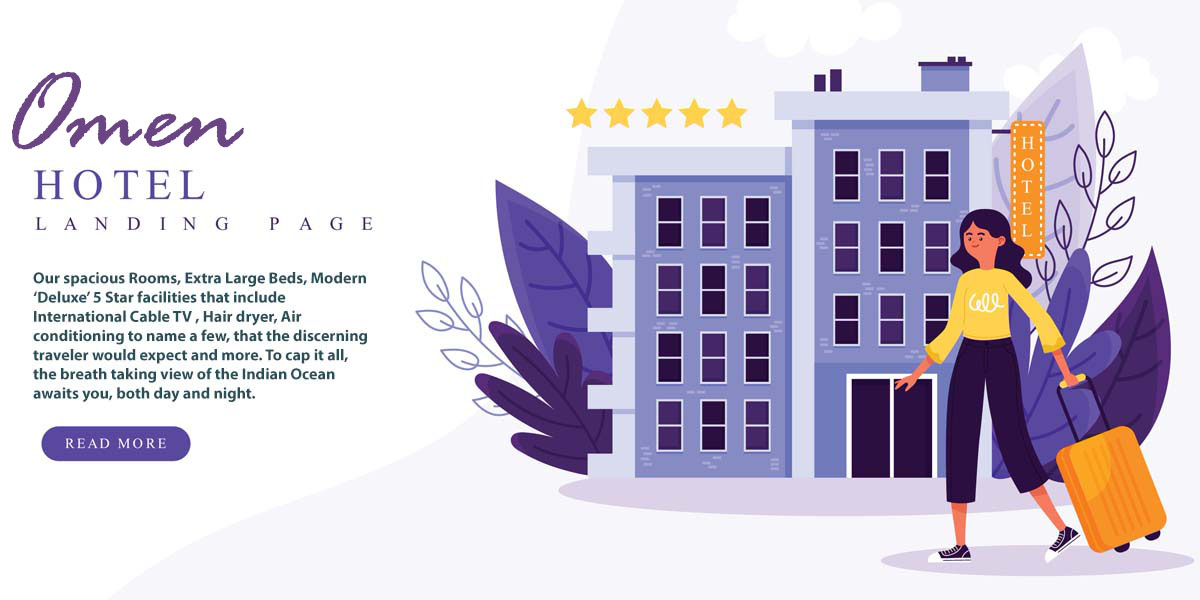 Omen
HOTEL
LANDING PAGE
Our spacious Rooms, Extra Large Beds, Modern
‘Deluxe’ 5 Star facilities that include
International Cable TV , Hair dryer, Air
conditioning to name a few, that the discerning
traveler would expect and more. To cap it all,
the breath taking view of the Indian Ocean
awaits you, both day and night.
READ MORE
HOTEL